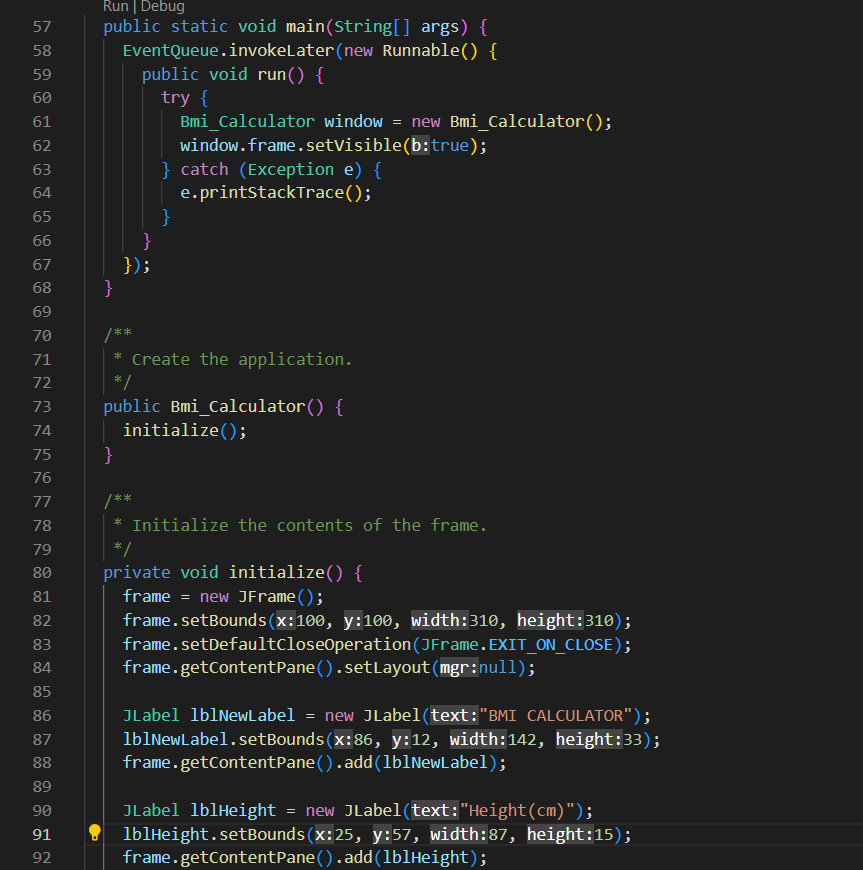 Run | Debug
57 public static void main(String[] args) {
58 EventQueue.invokeLater(new Runnable() {
59 public void run() {
60 try {
61 Bmi_Calculator window = new Bmi_Calculator();
62 window.frame.setVisible(b:true);
63 } catch (Exception e) {
64 e.printStackTrace();
65 }
66 }
67 });
68 }
69
70 /**
71 * Create the application.
72 */
73 public Bmi_Calculator() {
74 initialize();
75 }
76
77 /**
78 * Initialize the contents of the frame.
79 */
80 private void initialize() {
81 frame = new JFrame();
82 frame.setBounds(x:100, y:100, width:310, height:310);
83 frame.setDefaultCloseOperation(JFrame.EXIT_ON_CLOSE);
84 frame.getContentPane().setLayout(mgr:null);
85
86 JLabel lblNewLabel = new JLabel(text:"BMI CALCULATOR");
87 lblNewLabel.setBounds(x:86, y:12, width:142, height:33);
88 frame.getContentPane().add(lblNewLabel);
89
90 JLabel lblHeight = new JLabel(text:"Height(cm)");
91 lblHeight.setBounds(x:25, y:57, width:87, height:15);
92 frame.getContentPane().add(lblHeight);